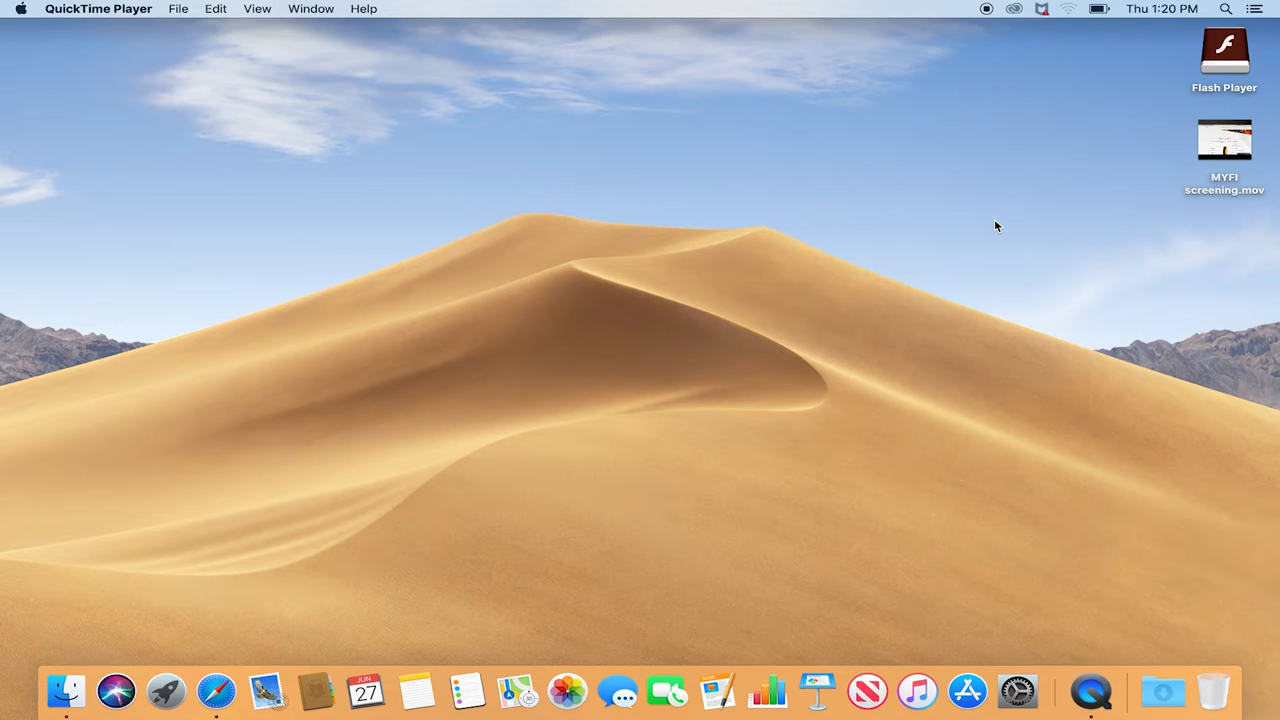 QuickTime Player File Edit View Window Help Thu 1:20 PM
Flash Player
MYFI
screening.mov
JUN
27